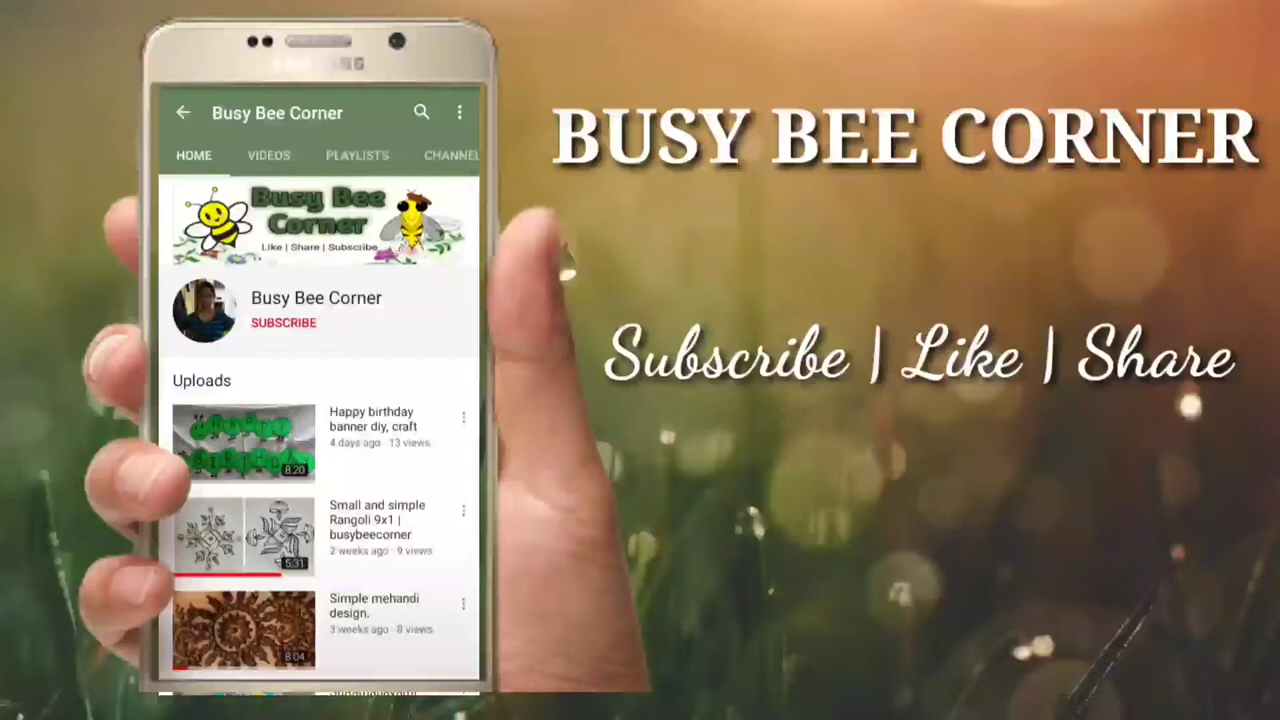 Busy Bee Corner
HOME VIDEOS PLAYLISTS CHANNEL
Busy Bee
Corner
Like | Share | Subscribe
Busy Bee Corner
SUBSCRIBE
Uploads
HAPPY
BIRTHDAY
8:20
Happy birthday
banner diy, craft
4 days ago · 13 views
5:31
Small and simple
Rangoli 9x1 |
busybeecorner
2 weeks ago · 9 views
8:04
Simple mehandi
design.
3 weeks ago · 8 views
BUSY BEE CORNER
Subscribe | Like | Share